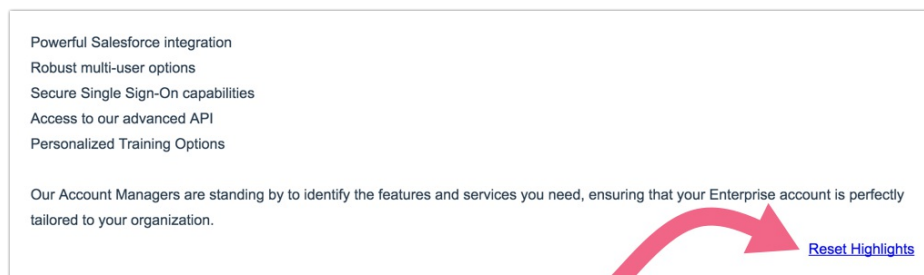 Powerful Salesforce integration
Robust multi-user options
Secure Single Sign-On capabilities
Access to our advanced API
Personalized Training Options
Our Account Managers are standing by to identify the features and services you need, ensuring that your Enterprise account is perfectly
tailored to your organization.
Reset Highlights